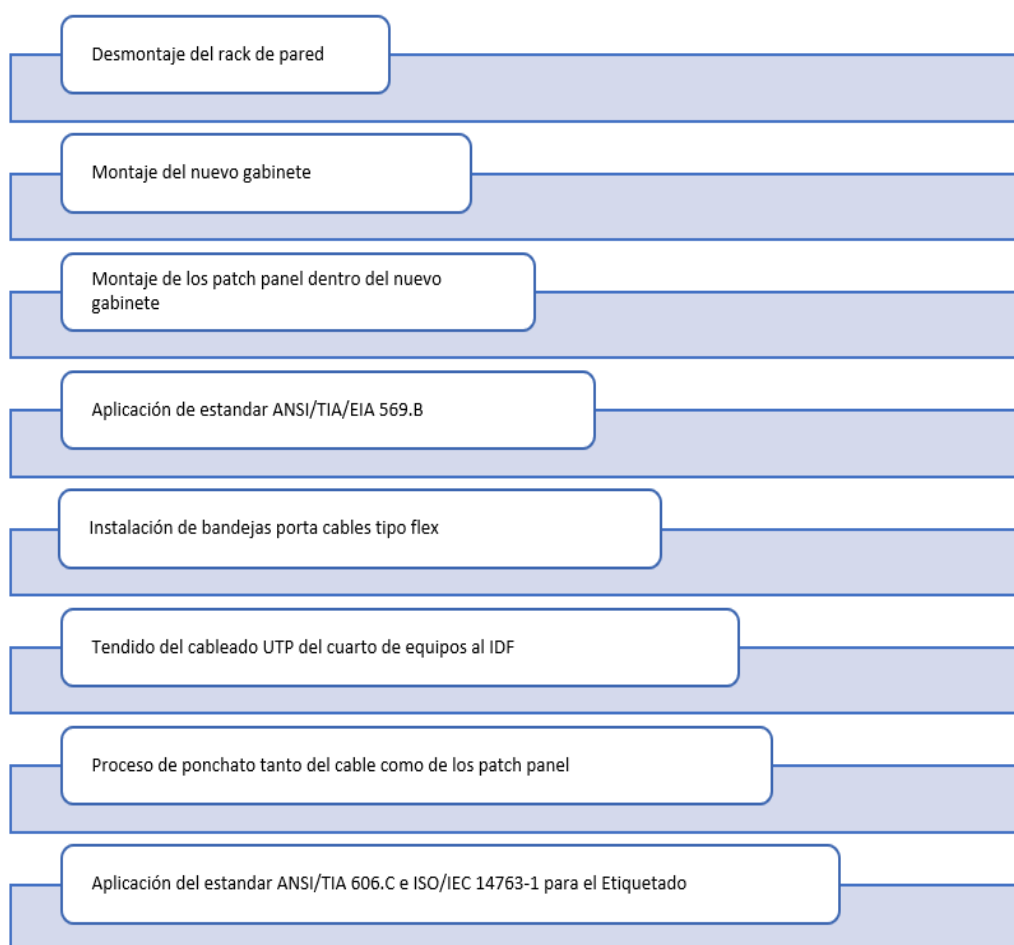 Desmontaje del rack de pared
Montaje del nuevo gabinete
Montaje de los patch panel dentro del nuevo
gabinete
Aplicación de estandar ANSI/TIA/EIA 569.B
Instalación de bandejas porta cables tipo flex
Tendido del cableado UTP del cuarto de equipos al IDF
Proceso de ponchato tanto del cable como de los patch panel
Aplicación del estandar ANSI/TIA 606.C e ISO/IEC 14763-1 para el Etiquetado